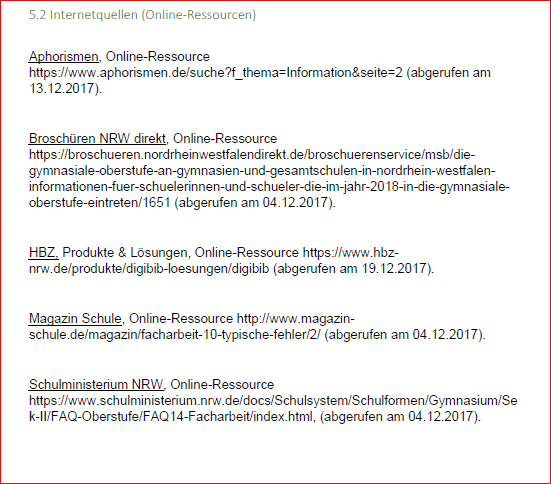 5.2 Internetquellen (Online-Ressourcen)
Aphorismen, Online-Ressource
https://www.aphorismen.de/suche?f_thema=Information&seite=2 (abgerufen am
13.12.2017).
Broschüren NRW direkt, Online-Ressource
https://broschueren.nordrheinwestfalendirekt.de/broschuerenservice/msb/die-
gymnasiale-oberstufe-an-gymnasien-und-gesamtschulen-in-nordrhein-westfalen-
informationen-fuer-schuelerinnen-und-schueler-die-im-jahr-2018-in-die-gymnasiale-
oberstufe-eintreten/1651 (abgerufen am 04.12.2017).
HBZ, Produkte & Lösungen, Online-Ressource https://www.hbz-
nrw.de/produkte/digibib-loesungen/digibib (abgerufen am 19.12.2017).
Magazin Schule, Online-Ressource http://www.magazin-
schule.de/magazin/facharbeit-10-typische-fehler/2/ (abgerufen am 04.12.2017).
Schulministerium NRW, Online-Ressource
https://www.schulministerium.nrw.de/docs/Schulsystem/Schulformen/Gymnasium/Se
k-II/FAQ-Oberstufe/FAQ14-Facharbeit/index.html, (abgerufen am 04.12.2017).